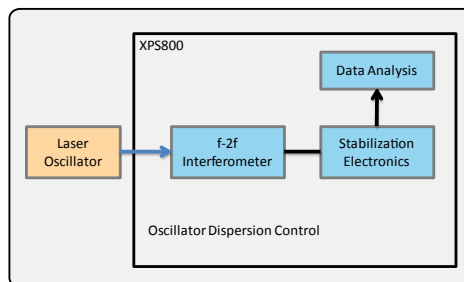 XPS800
Data Analysis
Laser
Oscillator
f-2f
Interferometer
Stabilization
Electronics
Oscillator Dispersion Control